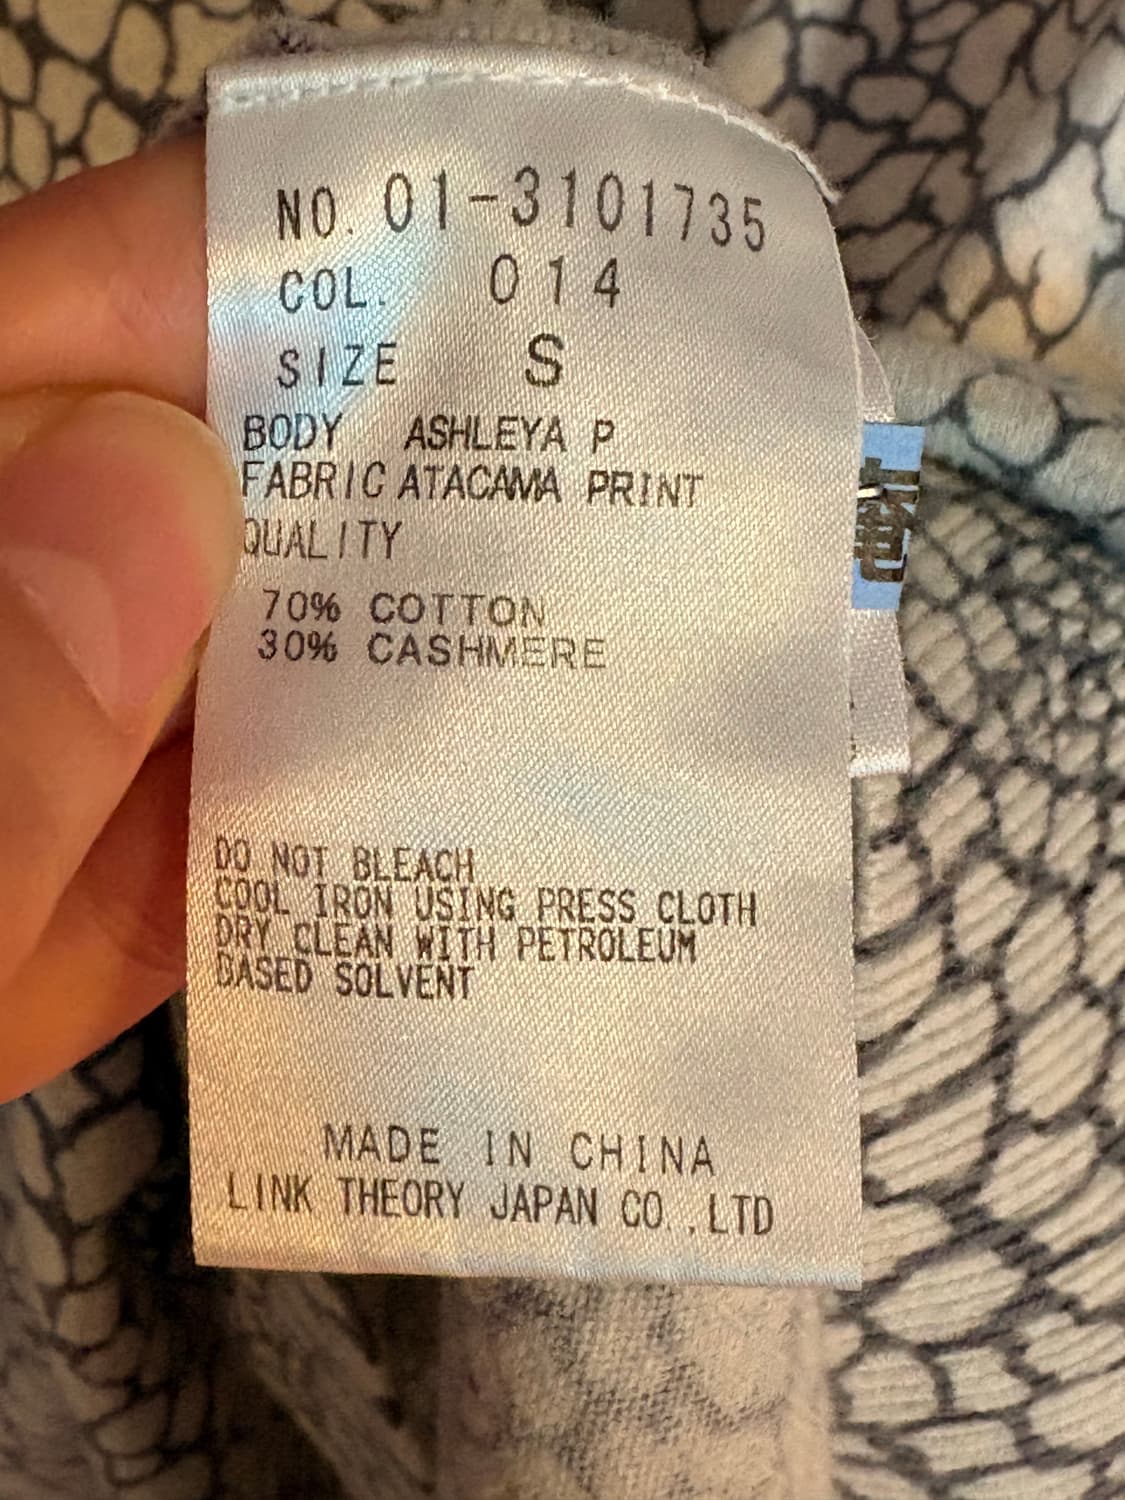 NO. 01-3101735
COL. 014
SIZE S
BODY ASHLEYA P
FABRIC ATACAMA PRINT
QUALITY
70% COTTON
30% CASHMERE
DO NOT BLEACH
COOL IRON USING PRESS CLOTH
DRY CLEAN WITH PETROLEUM
BASED SOLVENT
MADE IN CHINA
LINK THEORY JAPAN CO.,LTD